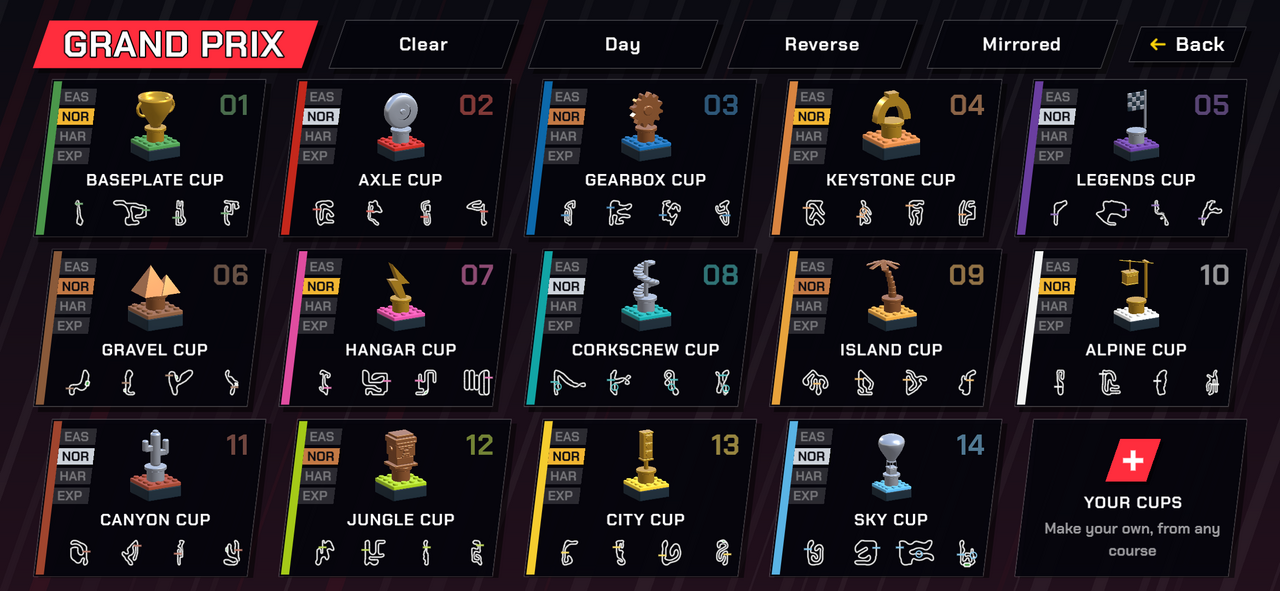 GRAND PRIX
Clear
Day
Reverse
Mirrored
← Back
EAS
NOR
HAR
EXP
01
BASEPLATE CUP
EAS
NOR
HAR
EXP
02
AXLE CUP
EAS
NOR
HAR
EXP
03
GEARBOX CUP
EAS
NOR
HAR
EXP
04
KEYSTONE CUP
EAS
NOR
HAR
EXP
05
LEGENDS CUP
EAS
NOR
HAR
EXP
06
GRAVEL CUP
EAS
NOR
HAR
EXP
07
HANGAR CUP
EAS
NOR
HAR
EXP
08
CORKSCREW CUP
EAS
NOR
HAR
EXP
09
ISLAND CUP
EAS
NOR
HAR
EXP
10
ALPINE CUP
EAS
NOR
HAR
EXP
11
CANYON CUP
EAS
NOR
HAR
EXP
12
JUNGLE CUP
EAS
NOR
HAR
EXP
13
CITY CUP
EAS
NOR
HAR
EXP
14
SKY CUP
+
YOUR CUPS
Make your own, from any
course